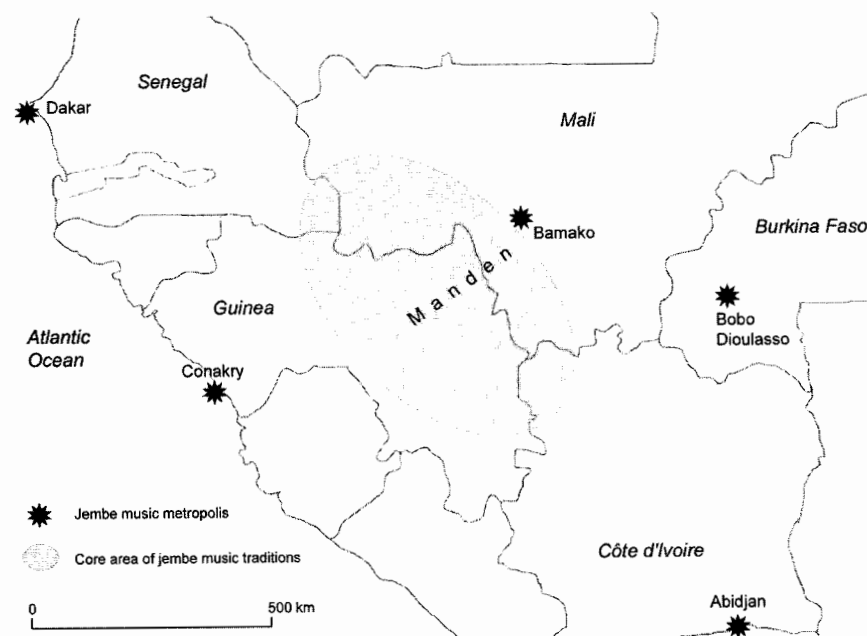 Senegal
Dakar
Mali
Bamako
Burkina Faso
Manden
Guinea
Bobo
Dioulasso
Atlantic
Ocean
Conakry
Jembe music metropolis
Côte d'Ivoire
Core area of jembe music traditions
Abidjan
0 500 km